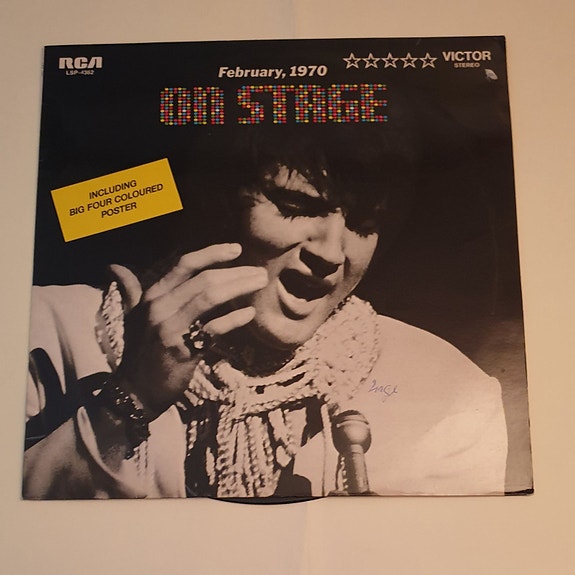 RCA
LSP-4362
February, 1970
VICTOR
STEREO
ON STAGE
INCLUDING
BIG FOUR COLOURED
POSTER